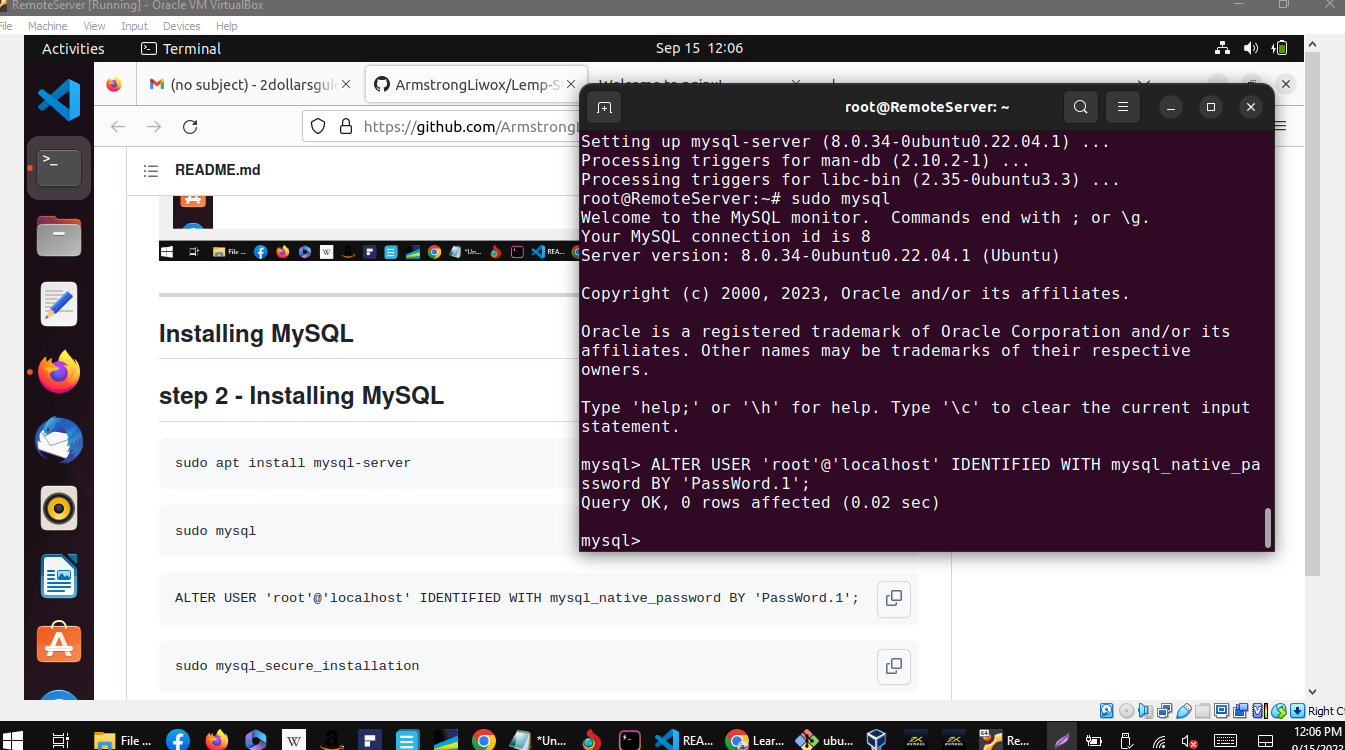 RemoteServer [Running] - Oracle VM VirtualBox
File Machine View Input Devices Help
Activities Terminal Sep 15 12:06
(no subject) - 2dollarsgui
ArmstrongLiwox/Lemp-S
https://github.com/Armstrong
README.md
File ...
*Un...
REA...
Installing MySQL
step 2 - Installing MySQL
sudo apt install mysql-server
sudo mysql
ALTER USER 'root'@'localhost' IDENTIFIED WITH mysql_native_password BY 'PassWord.1';
sudo mysql_secure_installation
root@RemoteServer: ~
Setting up mysql-server (8.0.34-0ubuntu0.22.04.1) ...
Processing triggers for man-db (2.10.2-1) ...
Processing triggers for libc-bin (2.35-0ubuntu3.3) ...
root@RemoteServer:~# sudo mysql
Welcome to the MySQL monitor.  Commands end with ; or \g.
Your MySQL connection id is 8
Server version: 8.0.34-0ubuntu0.22.04.1 (Ubuntu)
Copyright (c) 2000, 2023, Oracle and/or its affiliates.
Oracle is a registered trademark of Oracle Corporation and/or its
affiliates. Other names may be trademarks of their respective
owners.
Type 'help;' or '\h' for help. Type '\c' to clear the current input
statement.
mysql> ALTER USER 'root'@'localhost' IDENTIFIED WITH mysql_native_pa
ssword BY 'PassWord.1';
Query OK, 0 rows affected (0.02 sec)
mysql>
Right C
File ...
*Un...
REA...
Lear...
ubu...
Re...
12:06 PM